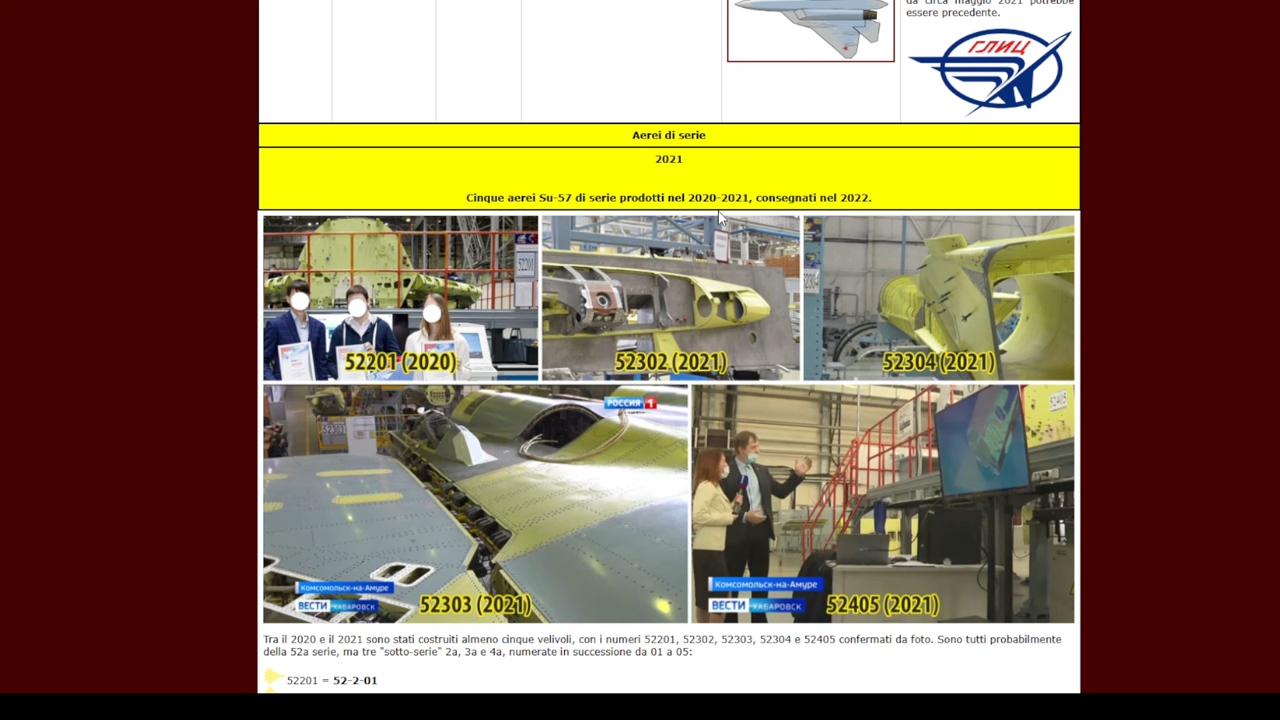 da circa maggio 2021 potrebbe
essere precedente.
ГЛИЦ
Aerei di serie
2021
Cinque aerei Su-57 di serie prodotti nel 2020-2021, consegnati nel 2022.
52201
52201 (2020)
52302 (2021)
52304 (2021)
РОССИЯ 1
52303
52405
Комсомольск-на-Амуре
ВЕСТИ ХАБАРОВСК
52303 (2021)
Комсомольск-на-Амуре
ВЕСТИ ХАБАРОВСК
52405 (2021)
Tra il 2020 e il 2021 sono stati costruiti almeno cinque velivoli, con i numeri 52201, 52302, 52303, 52304 e 52405 confermati da foto. Sono tutti probabilmente
della 52a serie, ma tre "sotto-serie" 2a, 3a e 4a, numerate in successione da 01 a 05:
52201 = 52-2-01